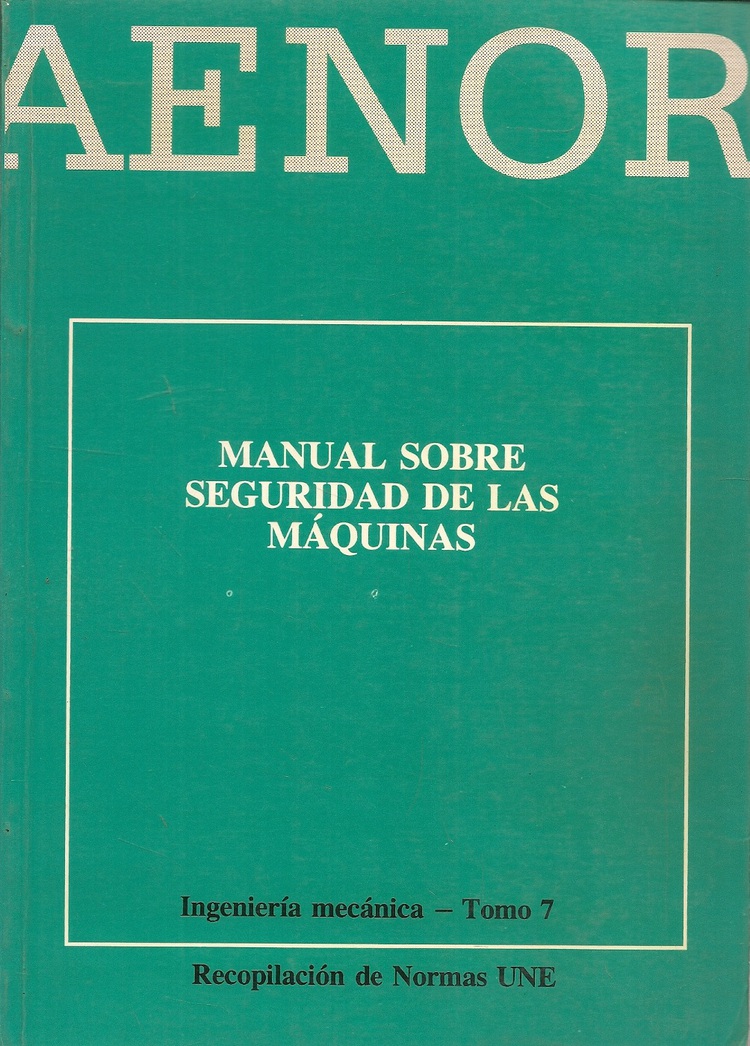 AENOR
MANUAL SOBRE
SEGURIDAD DE LAS
MÁQUINAS
Ingeniería mecánica – Tomo 7
Recopilación de Normas UNE